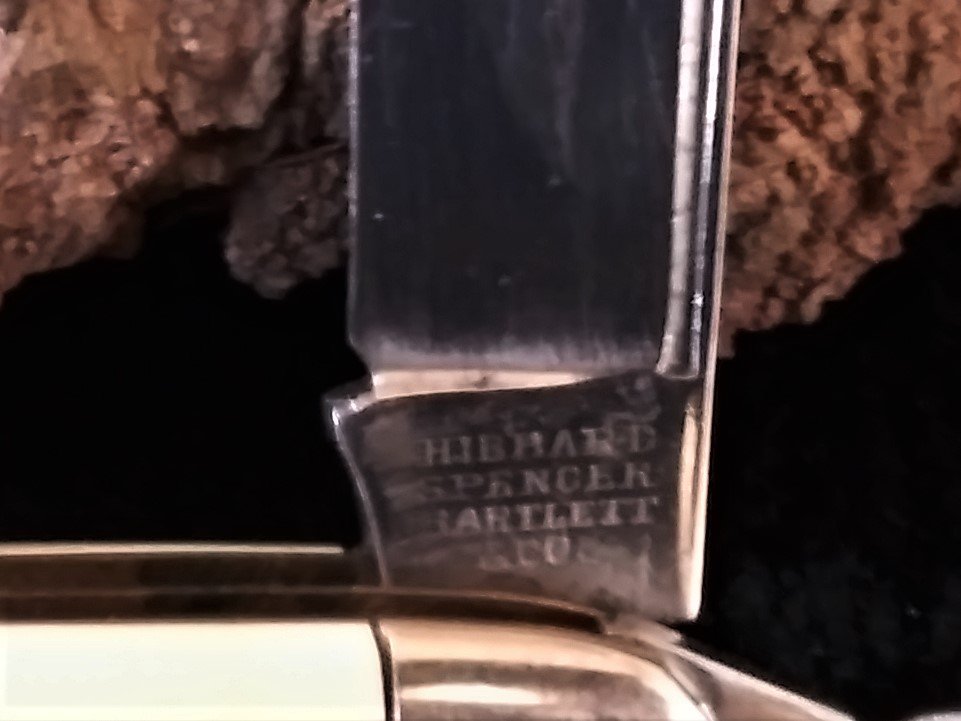 HIBBARD
SPENCER
BARTLETT
& CO.